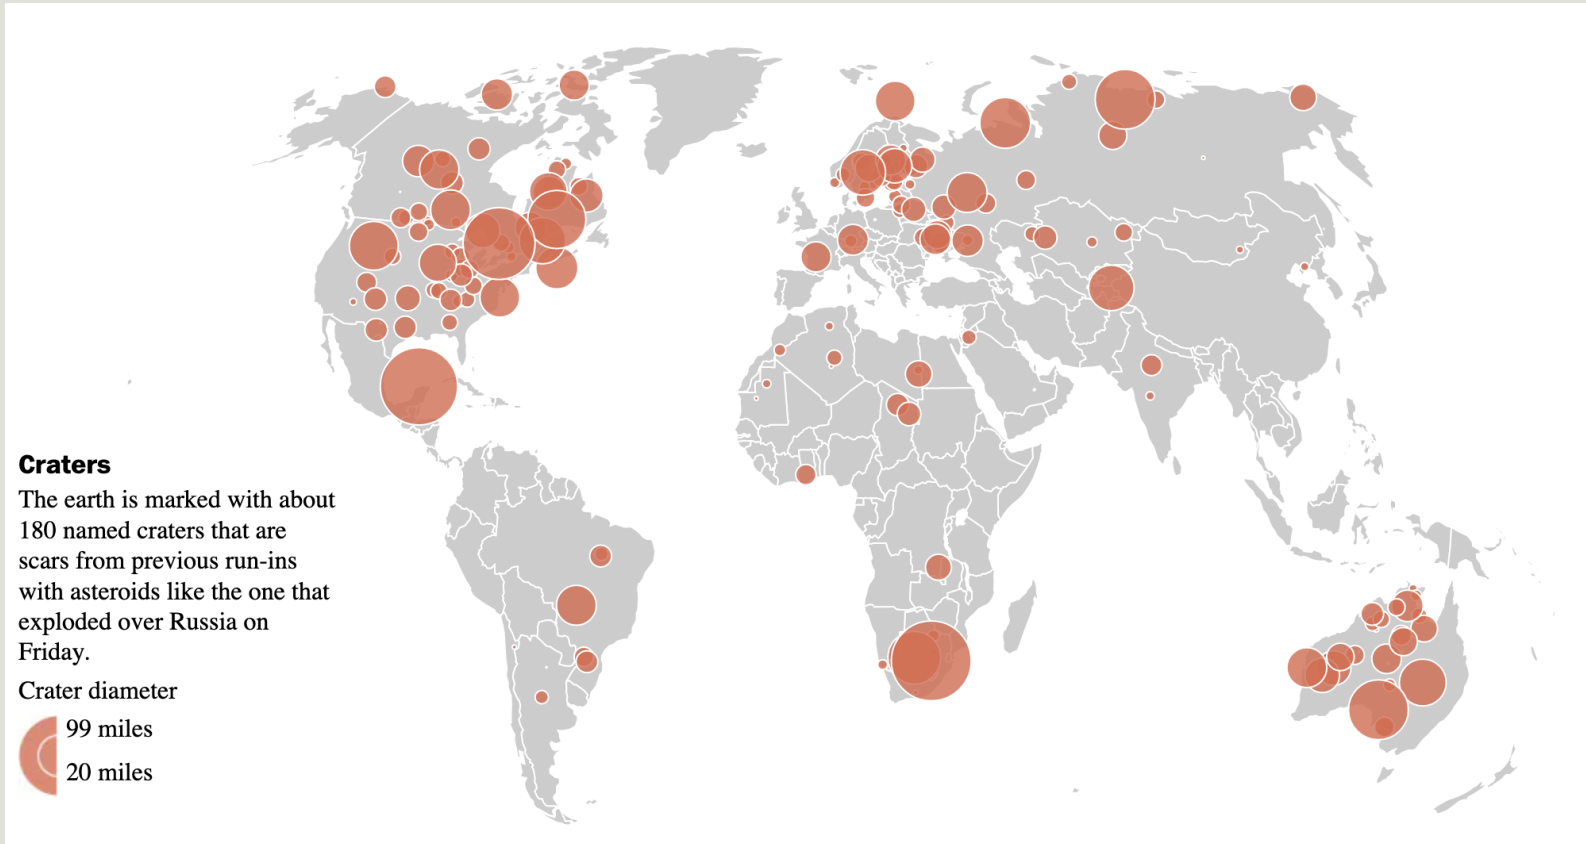 Craters
The earth is marked with about
180 named craters that are
scars from previous run-ins
with asteroids like the one that
exploded over Russia on
Friday.
Crater diameter
99 miles
20 miles